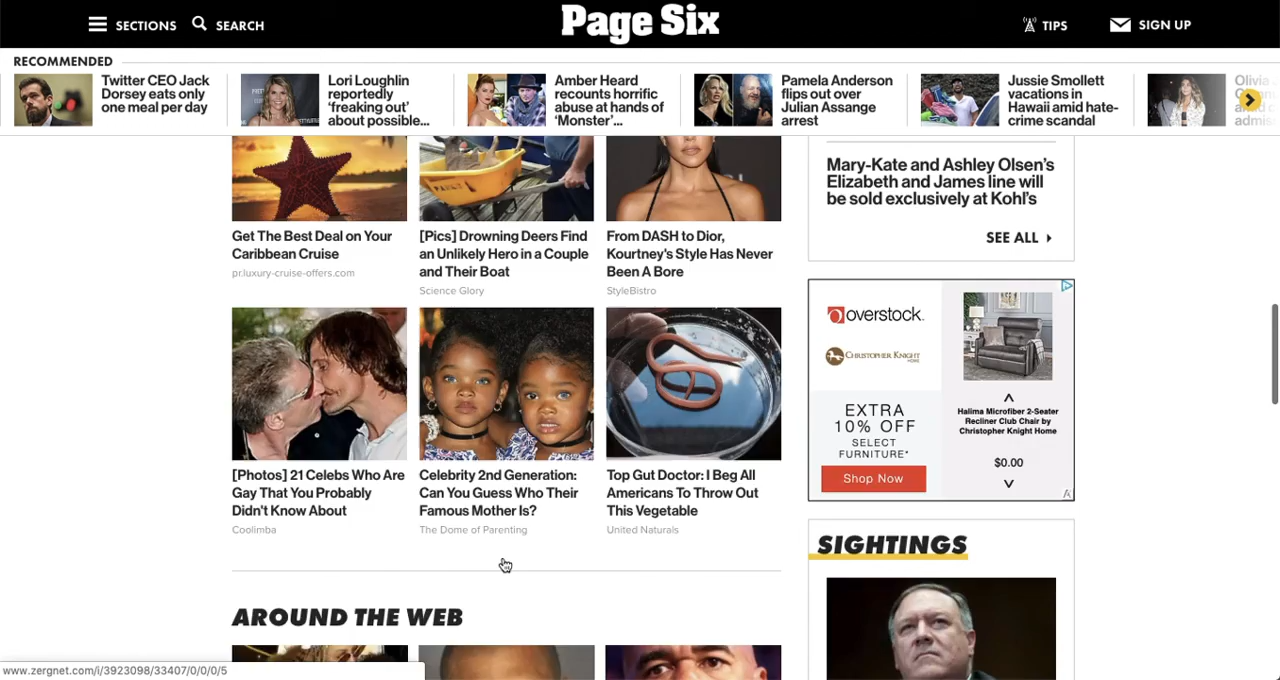 SECTIONS
SEARCH
Page Six
TIPS
SIGN UP
RECOMMENDED
Twitter CEO Jack
Dorsey eats only
one meal per day
Lori Loughlin
reportedly
‘freaking out’
about possible...
Amber Heard
recounts horrific
abuse at hands of
‘Monster’...
Pamela Anderson
flips out over
Julian Assange
arrest
Jussie Smollett
vacations in
Hawaii amid hate-
crime scandal
Olivia
Get The Best Deal on Your
Caribbean Cruise
pr.luxury-cruise-offers.com
[Pics] Drowning Deers Find
an Unlikely Hero in a Couple
and Their Boat
Science Glory
From DASH to Dior,
Kourtney's Style Has Never
Been A Bore
StyleBistro
[Photos] 21 Celebs Who Are
Gay That You Probably
Didn't Know About
Coolimba
Celebrity 2nd Generation:
Can You Guess Who Their
Famous Mother Is?
The Dome of Parenting
Top Gut Doctor: I Beg All
Americans To Throw Out
This Vegetable
United Naturals
AROUND THE WEB
Mary-Kate and Ashley Olsen’s
Elizabeth and James line will
be sold exclusively at Kohl’s
SEE ALL
overstock.
CHRISTOPHER KNIGHT
HOME
EXTRA
10% OFF
SELECT
FURNITURE*
Shop Now
Halima Microfiber 2-Seater
Recliner Club Chair by
Christopher Knight Home
$0.00
SIGHTINGS
www.zergnet.com/i/3923098/33407/0/0/0/5